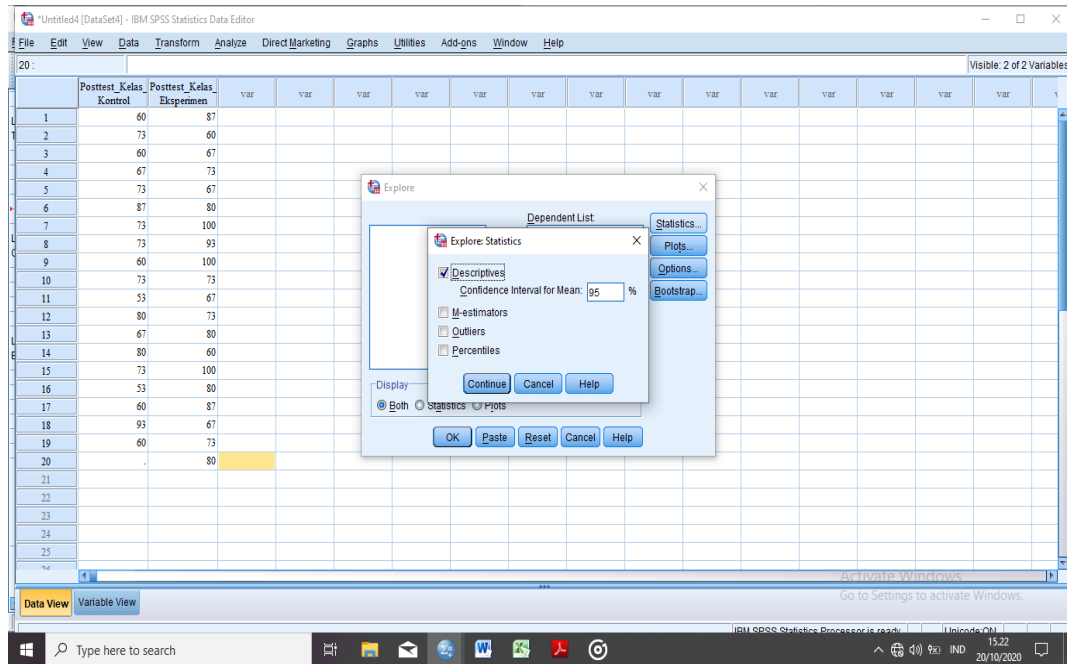 *Untitled4 [DataSet4] - IBM SPSS Statistics Data Editor
File Edit View Data Transform Analyze Direct Marketing Graphs Utilities Add-ons Window Help
20 : Visible: 2 of 2 Variables
Posttest_Kelas_Kontrol Posttest_Kelas_Eksperimen var var var var var var var var var var var var var var
1 60 87
2 73 60
3 60 67
4 67 73
5 73 67
6 87 80
7 73 100
8 73 93
9 60 100
10 73 73
11 53 67
12 80 73
13 67 80
14 80 60
15 73 100
16 53 80
17 60 87
18 93 67
19 60 73
20 . 80
21
22
23
24
25
26
Explore
Dependent List:
Statistics...
Plots...
Options...
Bootstrap...
Explore: Statistics
Descriptives
Confidence Interval for Mean: 95 %
M-estimators
Outliers
Percentiles
Continue Cancel Help
Display
Both Statistics Plots
OK Paste Reset Cancel Help
Activate Windows
Go to Settings to activate Windows.
Data View Variable View
IBM SPSS Statistics Processor is ready Unicode:ON
Type here to search
IND
15.22
20/10/2020